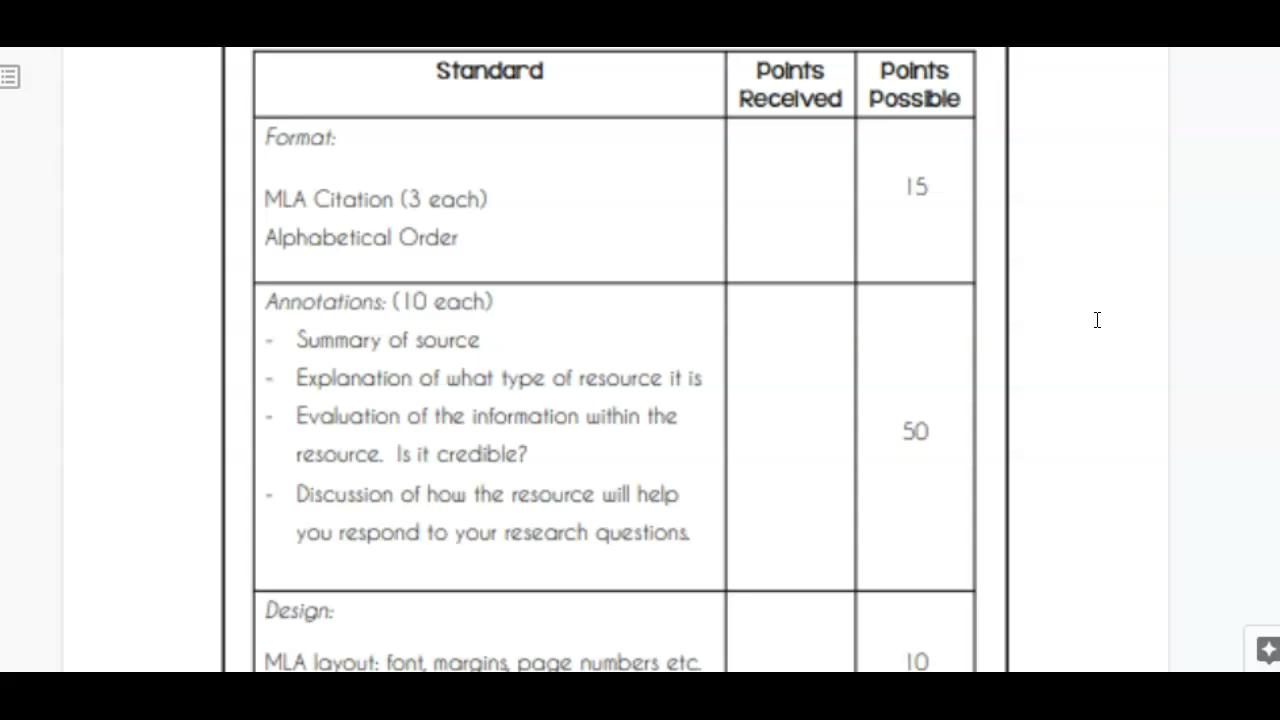 Standard
Points Received
Points Possible
Format:
MLA Citation (3 each)
Alphabetical Order
15
Annotations: (10 each)
- Summary of source
- Explanation of what type of resource it is
- Evaluation of the information within the
resource. Is it credible?
- Discussion of how the resource will help
you respond to your research questions.
50
Design:
MLA layout: font, margins, page numbers etc.
10